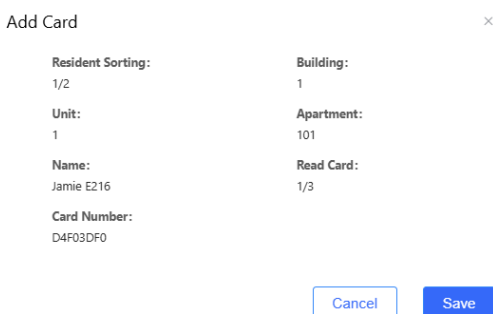 Add Card
Resident Sorting: Building:
1/2 1
Unit: Apartment:
1 101
Name: Read Card:
Jamie E216 1/3
Card Number:
D4F03DF0
Cancel Save